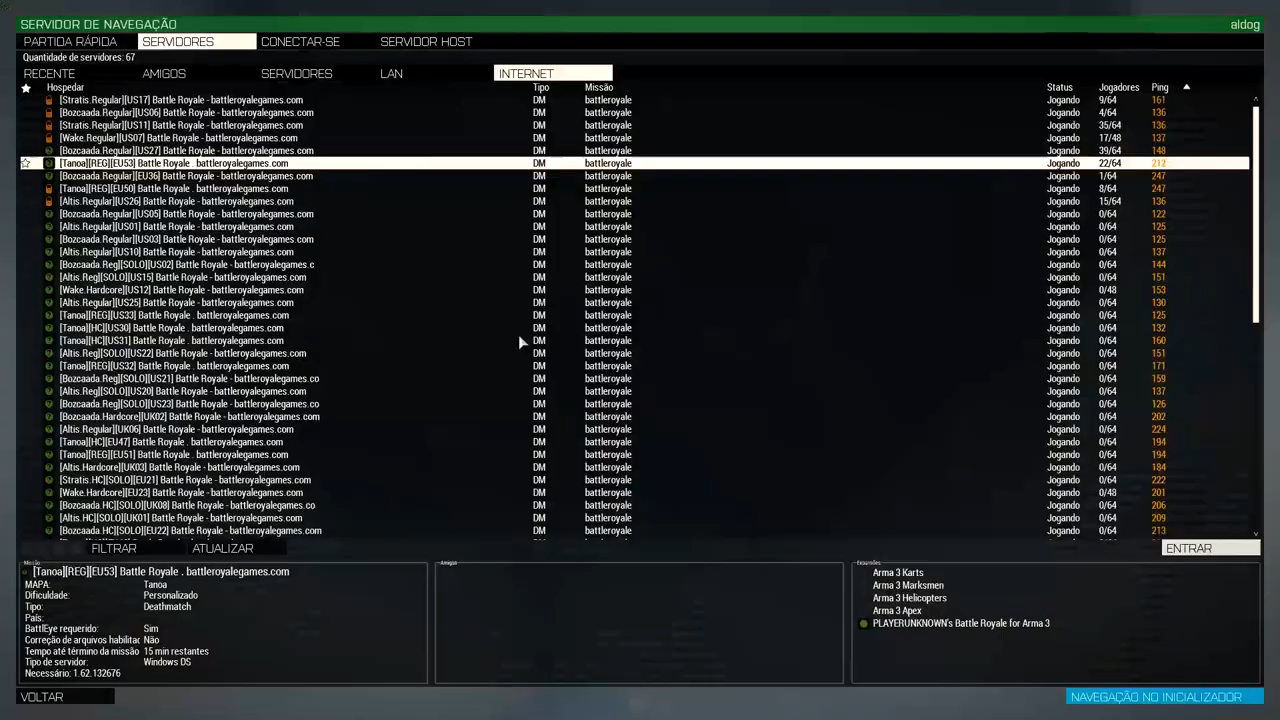 SERVIDOR DE NAVEGAÇÃO aldog
PARTIDA RÁPIDA SERVIDORES CONECTAR-SE SERVIDOR HOST
Quantidade de servidores: 67
RECENTE AMIGOS SERVIDORES LAN INTERNET
Hospedar Tipo Missão Status Jogadores Ping
[Stratis.Regular][US17] Battle Royale - battleroyalegames.com DM battleroyale Jogando 9/64 161
[Bozcaada.Regular][US06] Battle Royale - battleroyalegames.com DM battleroyale Jogando 4/64 136
[Stratis.Regular][US11] Battle Royale - battleroyalegames.com DM battleroyale Jogando 35/64 136
[Wake.Regular][US07] Battle Royale - battleroyalegames.com DM battleroyale Jogando 17/48 137
[Bozcaada.Regular][US27] Battle Royale - battleroyalegames.com DM battleroyale Jogando 39/64 148
[Tanoa][REG][EU53] Battle Royale . battleroyalegames.com DM battleroyale Jogando 22/64 212
[Bozcaada.Regular][EU36] Battle Royale - battleroyalegames.com DM battleroyale Jogando 1/64 247
[Tanoa][REG][EU50] Battle Royale . battleroyalegames.com DM battleroyale Jogando 8/64 247
[Altis.Regular][US26] Battle Royale - battleroyalegames.com DM battleroyale Jogando 15/64 136
[Bozcaada.Regular][US05] Battle Royale - battleroyalegames.com DM battleroyale Jogando 0/64 122
[Altis.Regular][US01] Battle Royale - battleroyalegames.com DM battleroyale Jogando 0/64 125
[Bozcaada.Regular][US03] Battle Royale - battleroyalegames.com DM battleroyale Jogando 0/64 125
[Altis.Regular][US10] Battle Royale - battleroyalegames.com DM battleroyale Jogando 0/64 137
[Bozcaada.Reg][SOLO][US02] Battle Royale - battleroyalegames.c DM battleroyale Jogando 0/64 144
[Altis.Reg][SOLO][US15] Battle Royale - battleroyalegames.com DM battleroyale Jogando 0/64 151
[Wake.Hardcore][US12] Battle Royale - battleroyalegames.com DM battleroyale Jogando 0/48 153
[Altis.Regular][US25] Battle Royale - battleroyalegames.com DM battleroyale Jogando 0/64 130
[Tanoa][REG][US33] Battle Royale . battleroyalegames.com DM battleroyale Jogando 0/64 125
[Tanoa][HC][US30] Battle Royale . battleroyalegames.com DM battleroyale Jogando 0/64 132
[Tanoa][HC][US31] Battle Royale . battleroyalegames.com DM battleroyale Jogando 0/64 160
[Altis.Reg][SOLO][US22] Battle Royale - battleroyalegames.com DM battleroyale Jogando 0/64 151
[Tanoa][REG][US32] Battle Royale . battleroyalegames.com DM battleroyale Jogando 0/64 171
[Bozcaada.Reg][SOLO][US21] Battle Royale - battleroyalegames.co DM battleroyale Jogando 0/64 159
[Altis.Reg][SOLO][US20] Battle Royale - battleroyalegames.com DM battleroyale Jogando 0/64 137
[Bozcaada.Reg][SOLO][US23] Battle Royale - battleroyalegames.co DM battleroyale Jogando 0/64 126
[Bozcaada.Hardcore][UK02] Battle Royale - battleroyalegames.com DM battleroyale Jogando 0/64 202
[Altis.Regular][UK06] Battle Royale - battleroyalegames.com DM battleroyale Jogando 0/64 224
[Tanoa][HC][EU47] Battle Royale . battleroyalegames.com DM battleroyale Jogando 0/64 194
[Tanoa][REG][EU51] Battle Royale . battleroyalegames.com DM battleroyale Jogando 0/64 194
[Altis.Hardcore][UK03] Battle Royale - battleroyalegames.com DM battleroyale Jogando 0/64 184
[Stratis.HC][SOLO][EU21] Battle Royale - battleroyalegames.com DM battleroyale Jogando 0/64 222
[Wake.Hardcore][EU23] Battle Royale - battleroyalegames.com DM battleroyale Jogando 0/48 201
[Bozcaada.HC][SOLO][UK08] Battle Royale - battleroyalegames.co DM battleroyale Jogando 0/64 206
[Altis.HC][SOLO][UK01] Battle Royale - battleroyalegames.com DM battleroyale Jogando 0/64 209
[Bozcaada.HC][SOLO][EU22] Battle Royale - battleroyalegames.com DM battleroyale Jogando 0/64 213
FILTRAR ATUALIZAR ENTRAR
Missão
[Tanoa][REG][EU53] Battle Royale . battleroyalegames.com
MAPA: Tanoa
Dificuldade: Personalizado
Tipo: Deathmatch
País:
BattlEye requerido: Sim
Correção de arquivos habilitac Não
Tempo até término da missão 15 min restantes
Tipo de servidor: Windows DS
Necessário: 1.62.132676
Amigos
Expansões
Arma 3 Karts
Arma 3 Marksmen
Arma 3 Helicopters
Arma 3 Apex
PLAYERUNKNOWN's Battle Royale for Arma 3
VOLTAR NAVEGAÇÃO NO INICIALIZADOR